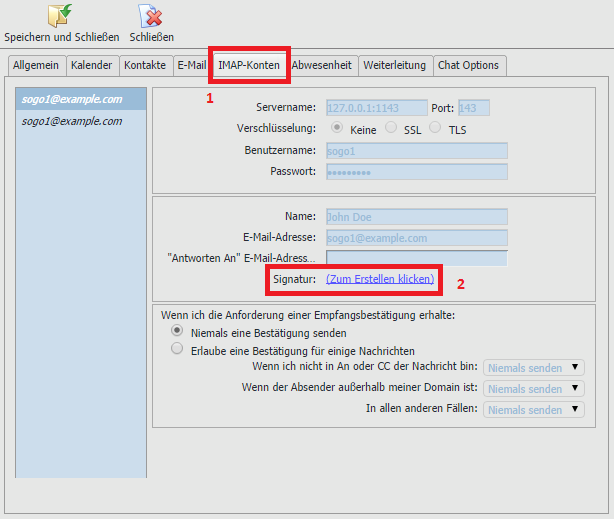 Speichern und Schließen Schließen
Allgemein Kalender Kontakte E-Mail IMAP-Konten Abwesenheit Weiterleitung Chat Options
1
sogo1@example.com
sogo1@example.com
Servername: 127.0.0.1:1143 Port: 143
Verschlüsselung: Keine SSL TLS
Benutzername: sogo1
Passwort: •••••••••
Name: John Doe
E-Mail-Adresse: sogo1@example.com
"Antworten An" E-Mail-Adress...
Signatur: (Zum Erstellen klicken) 2
Wenn ich die Anforderung einer Empfangsbestätigung erhalte:
Niemals eine Bestätigung senden
Erlaube eine Bestätigung für einige Nachrichten
Wenn ich nicht in An oder CC der Nachricht bin: Niemals senden
Wenn der Absender außerhalb meiner Domain ist: Niemals senden
In allen anderen Fällen: Niemals senden